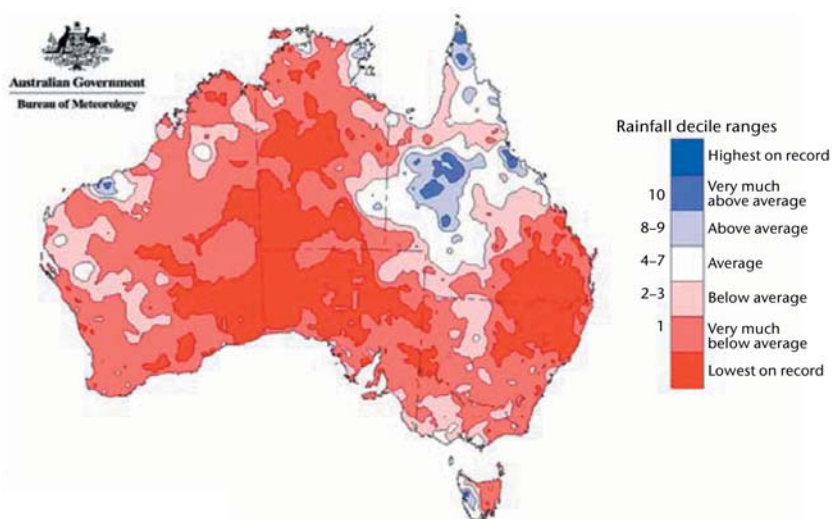 Australian Government
Bureau of Meteorology
Rainfall decile ranges
Highest on record
10
Very much
above average
8–9
Above average
4–7
Average
2–3
Below average
1
Very much
below average
Lowest on record